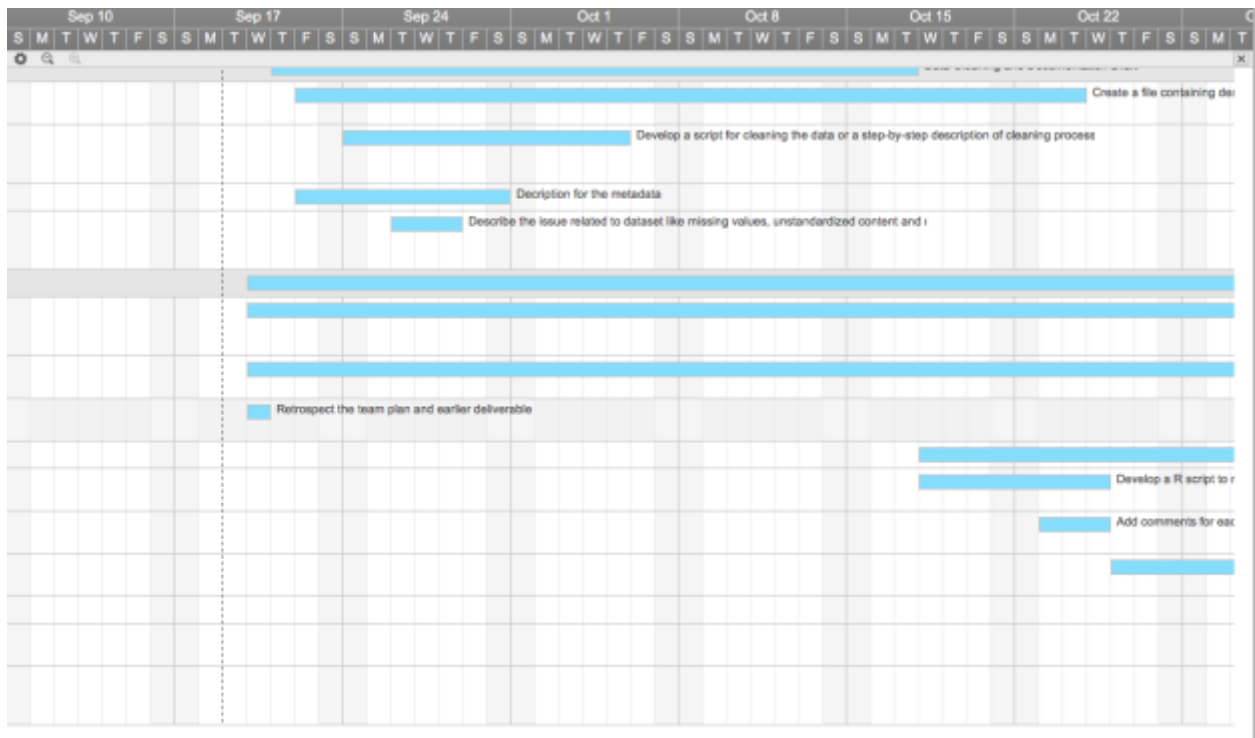 Sep 10 Sep 17 Sep 24 Oct 1 Oct 8 Oct 15 Oct 22
S M T W T F S S M T W T F S S M T W T F S S M T W T F S S M T W T F S S M T W T F S S M T W T F S S M T
Create a file containing
Develop a script for cleaning the data or a step-by-step description of cleaning process
Decription for the metadata
Describe the issue related to dataset like missing values, unstandardized content and
Retrospect the team plan and earlier deliverable
Develop a R script to
Add comments for